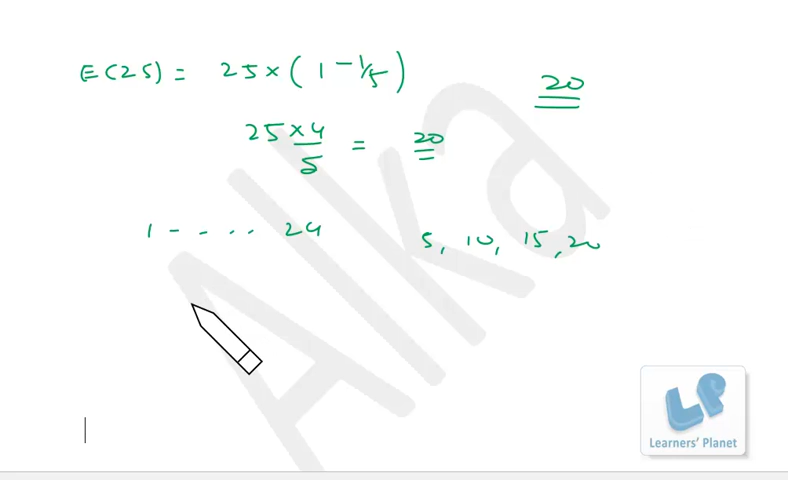 E(25) = 25 × (1 - 1/5)
20
25 × 4/5 = 20
1 - - . . . 24
5, 10, 15, 20
Alka
LP
Learners' Planet